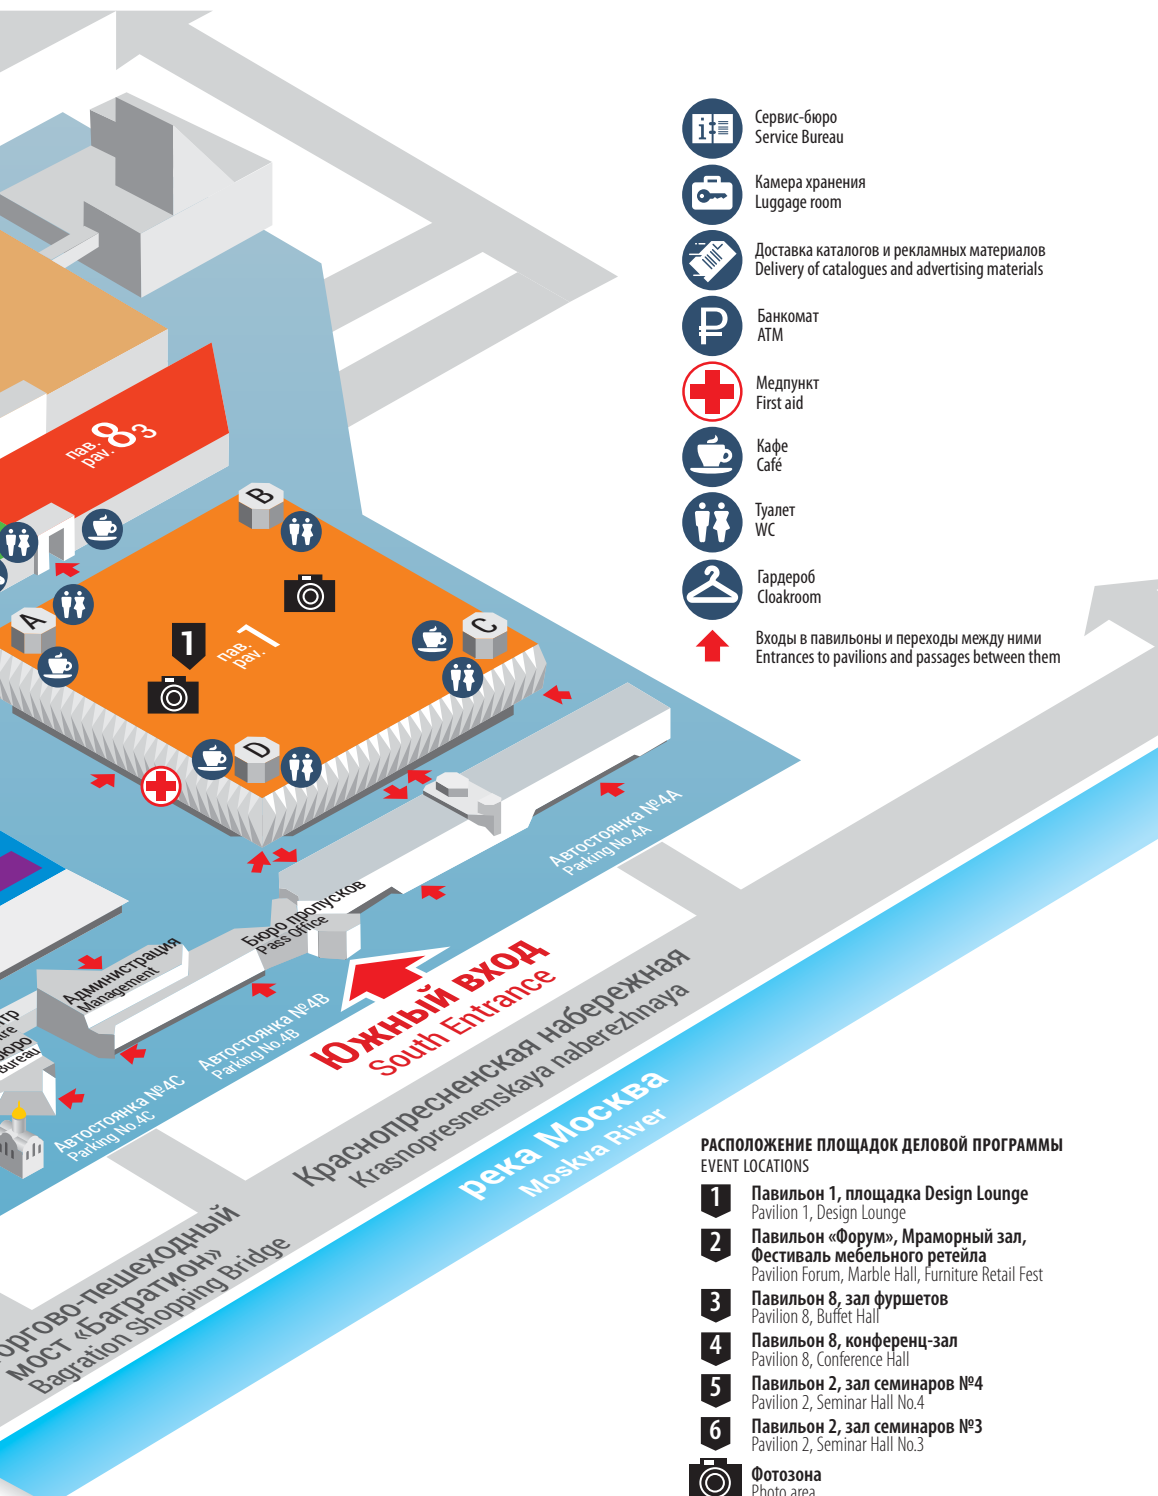 Сервис-бюро
Service Bureau
Камера хранения
Luggage room
Доставка каталогов и рекламных материалов
Delivery of catalogues and advertising materials
Банкомат
ATM
Медпункт
First aid
Кафе
Café
Туалет
WC
Гардероб
Cloakroom
Входы в павильоны и переходы между ними
Entrances to pavilions and passages between them
пав.
pav.
8 3
B
A
C
D
1
пав.
pav.
1
Автостоянка №4A
Parking No.4A
Бюро пропусков
Pass Office
Администрация
Management
Автостоянка №4B
Parking No.4B
Автостоянка №4C
Parking No.4C
Bureau
Южный вход
South Entrance
Краснопресненская набережная
Krasnopresnenskaya naberezhnaya
река Москва
Moskva River
оргово-пешеходный
мост «Багратион»
Bagration Shopping Bridge
РАСПОЛОЖЕНИЕ ПЛОЩАДОК ДЕЛОВОЙ ПРОГРАММЫ
EVENT LOCATIONS
1 Павильон 1, площадка Design Lounge
Pavilion 1, Design Lounge
2 Павильон «Форум», Мраморный зал,
Фестиваль мебельного ретейла
Pavilion Forum, Marble Hall, Furniture Retail Fest
3 Павильон 8, зал фуршетов
Pavilion 8, Buffet Hall
4 Павильон 8, конференц-зал
Pavilion 8, Conference Hall
5 Павильон 2, зал семинаров №4
Pavilion 2, Seminar Hall No.4
6 Павильон 2, зал семинаров №3
Pavilion 2, Seminar Hall No.3
Фотозона
Photo area